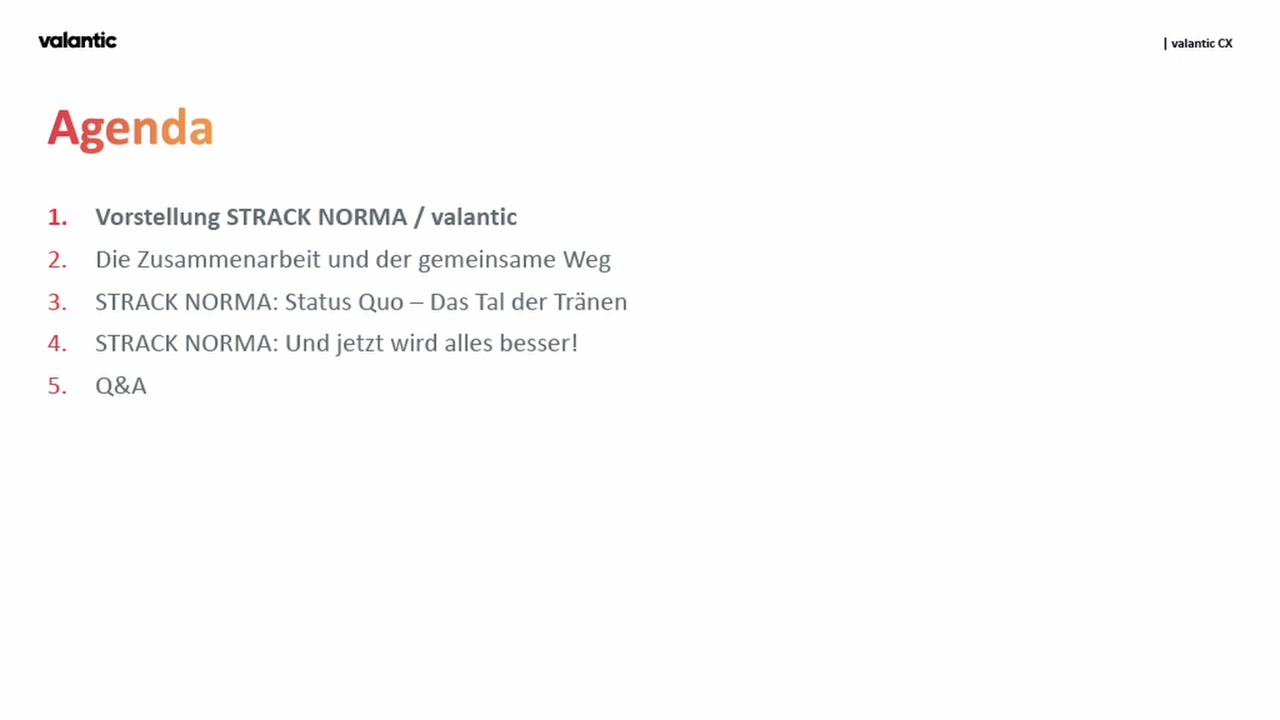 valantic
| valantic CX
Agenda
1. Vorstellung STRACK NORMA / valantic
2. Die Zusammenarbeit und der gemeinsame Weg
3. STRACK NORMA: Status Quo – Das Tal der Tränen
4. STRACK NORMA: Und jetzt wird alles besser!
5. Q&A